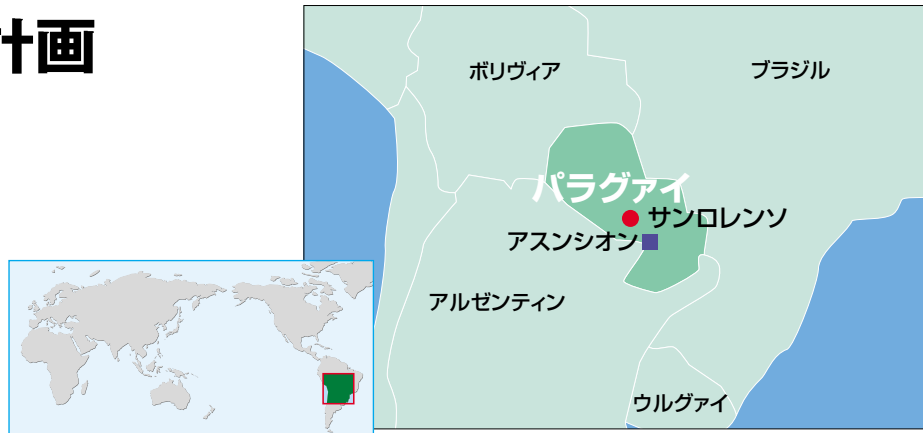 計画
ボリヴィア
ブラジル
パラグァイ
サンロレンソ
アスンシオン
アルゼンティン
ウルグァイ